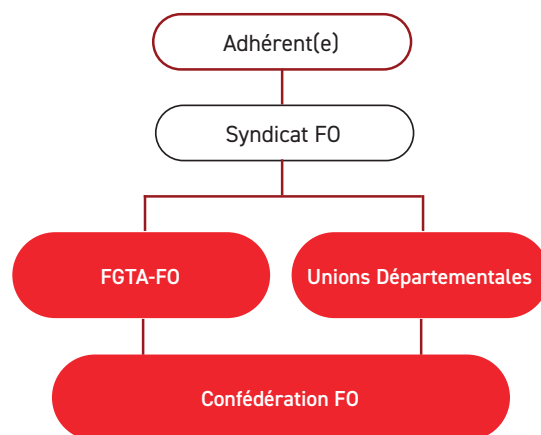 Adhérent(e)
Syndicat FO
FGTA-FO
Unions Départementales
Confédération FO